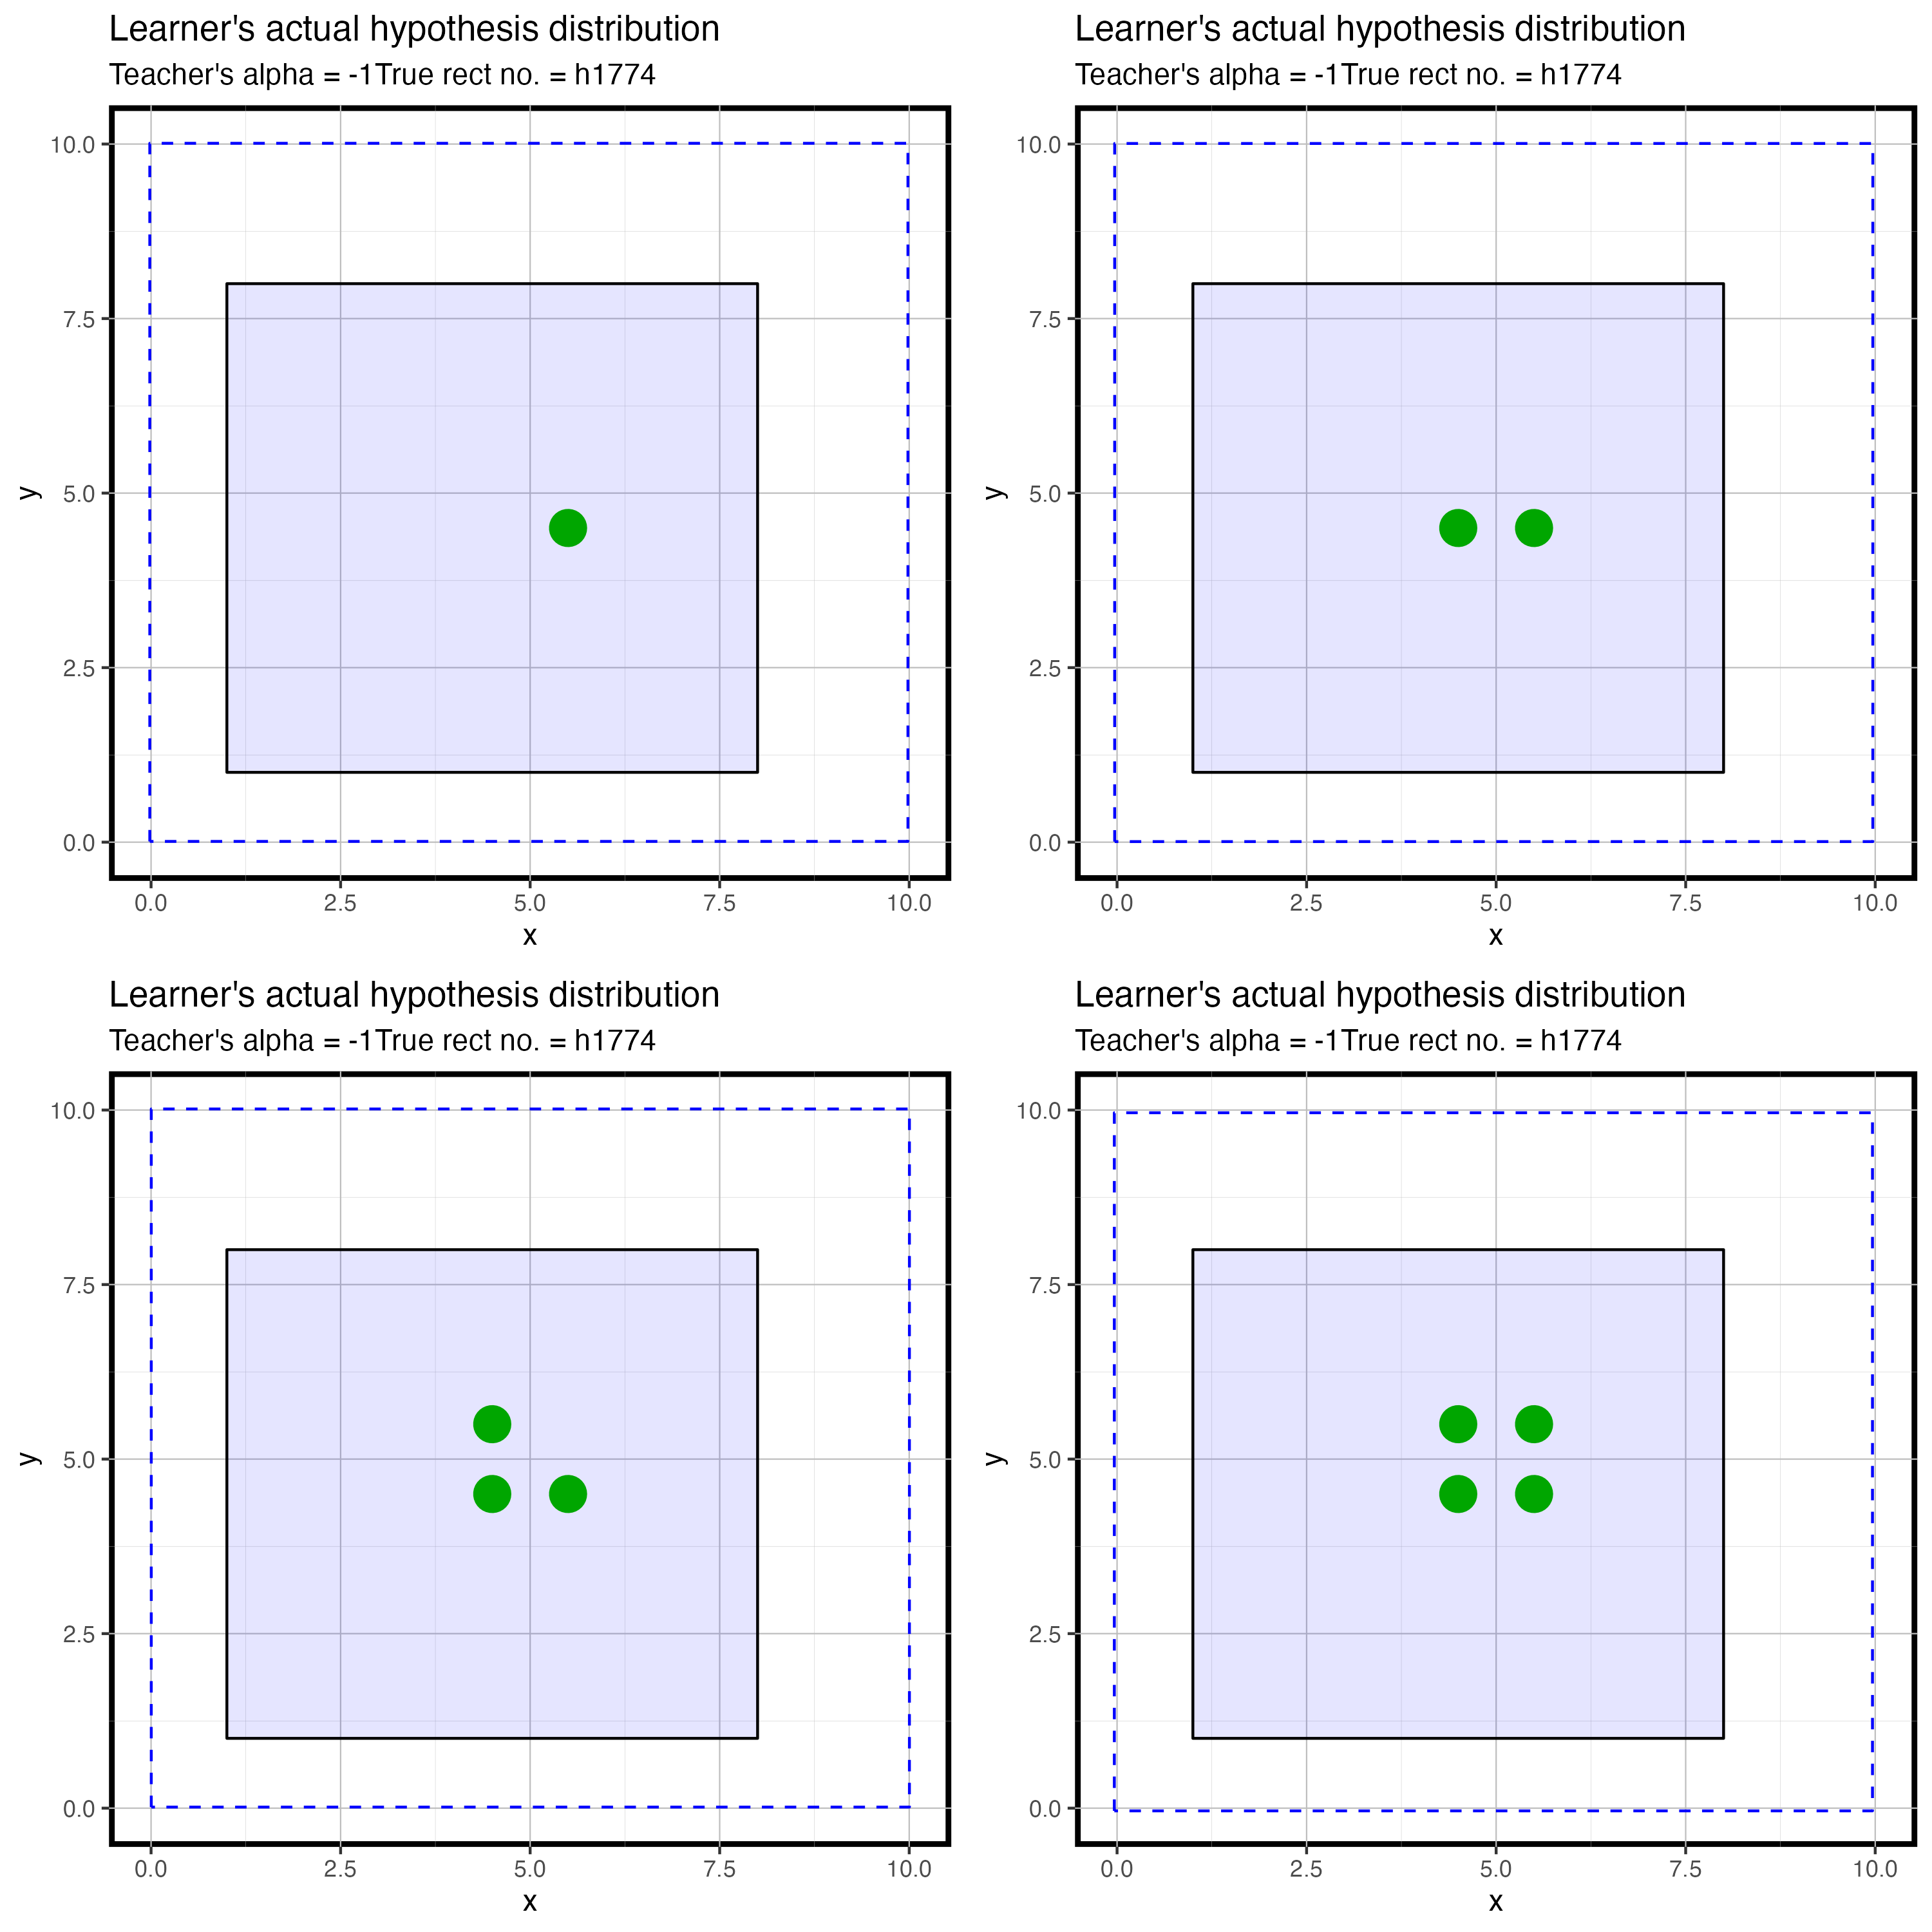 Learner's actual hypothesis distribution
Teacher's alpha = -1True rect no. = h1774
10.0
7.5
5.0
2.5
0.0
y
0.0 2.5 5.0 7.5 10.0
x
Learner's actual hypothesis distribution
Teacher's alpha = -1True rect no. = h1774
10.0
7.5
5.0
2.5
0.0
y
0.0 2.5 5.0 7.5 10.0
x
Learner's actual hypothesis distribution
Teacher's alpha = -1True rect no. = h1774
10.0
7.5
5.0
2.5
0.0
y
0.0 2.5 5.0 7.5 10.0
x
Learner's actual hypothesis distribution
Teacher's alpha = -1True rect no. = h1774
10.0
7.5
5.0
2.5
0.0
y
0.0 2.5 5.0 7.5 10.0
x